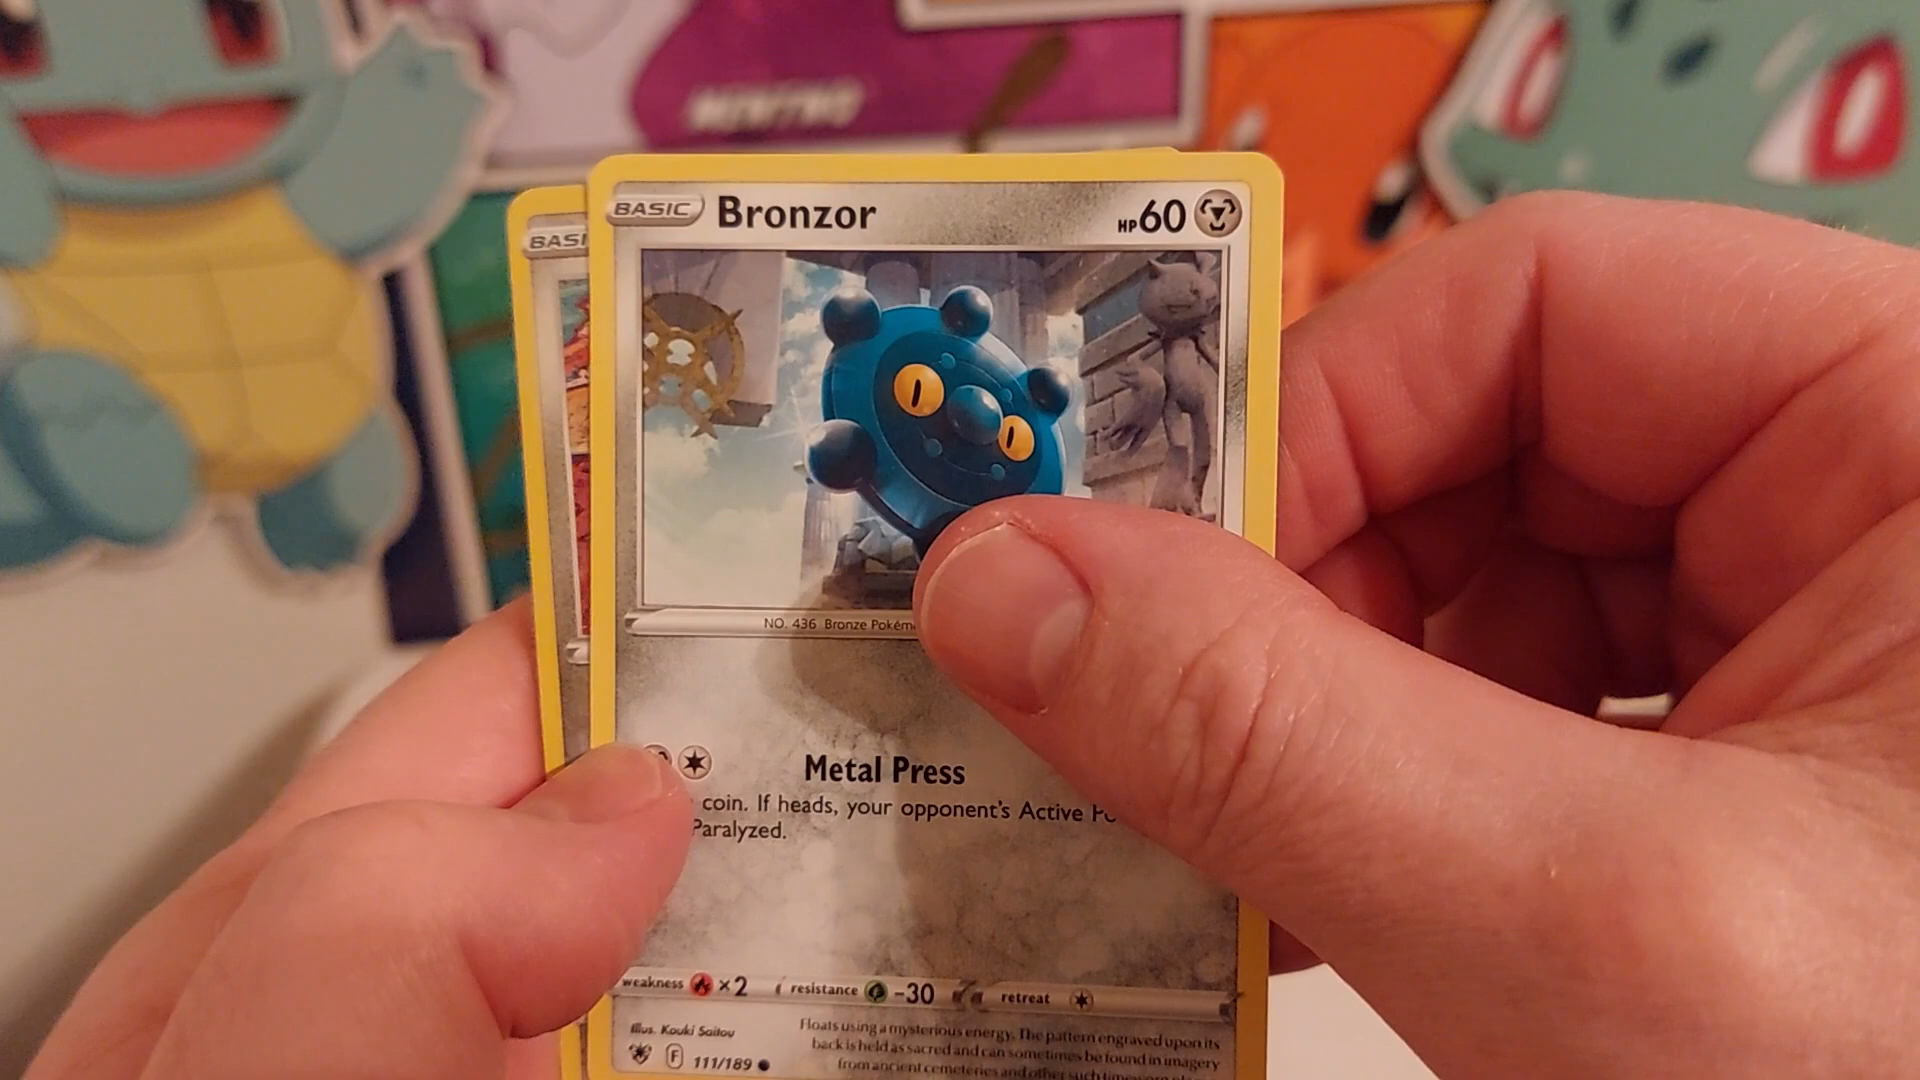 MEWTWO
BASIC Bronzor HP60
BASI
NO. 436 Bronze Pokém
Metal Press
coin. If heads, your opponent's Active Po
Paralyzed.
weakness ×2 resistance -30 retreat
Illus. Kouki Saitou
F 111/189
Floats using a mysterious energy. The pattern engraved upon its
back is held as sacred and can sometimes be found in imagery
from ancient cemeteries and other such